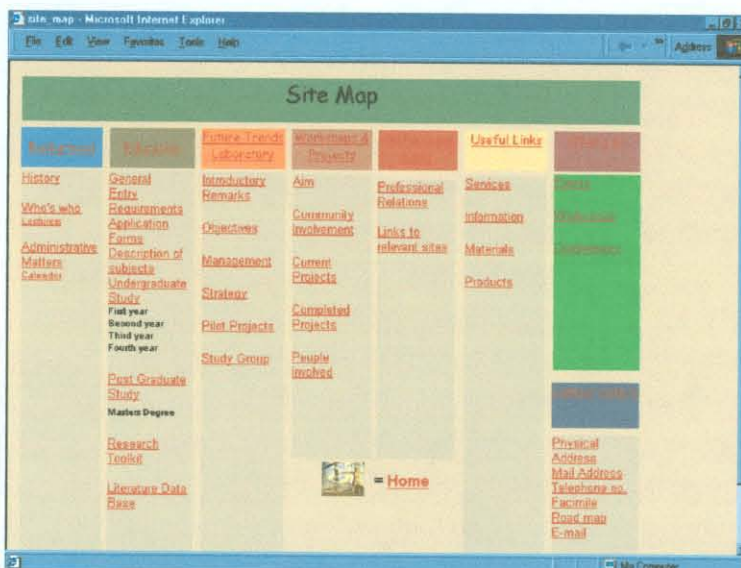 site_map - Microsoft Internet Explorer
File Edit View Favorites Tools Help
Address
Site Map
Education
Future Trends
Laboratory
Workshops &
Projects
Useful Links
History
Who's who
Lecturers
Administrative
Matters
Calendar
General
Entry
Requirements
Application
Forms
Description of
subjects
Undergraduate
Study
First year
Second year
Third year
Fourth year
Post Graduate
Study
Masters Degree
Research
Toolkit
Literature Data
Base
Introductory
Remarks
Objectives
Management
Strategy
Pilot Projects
Study Group
Aim
Community
Involvement
Current
Projects
Completed
Projects
People
involved
Professional
Relations
Links to
relevant sites
Services
Information
Materials
Products
Physical
Address
Mail Address
Telephone no.
Facimile
Road map
E-mail
= Home
My Computer